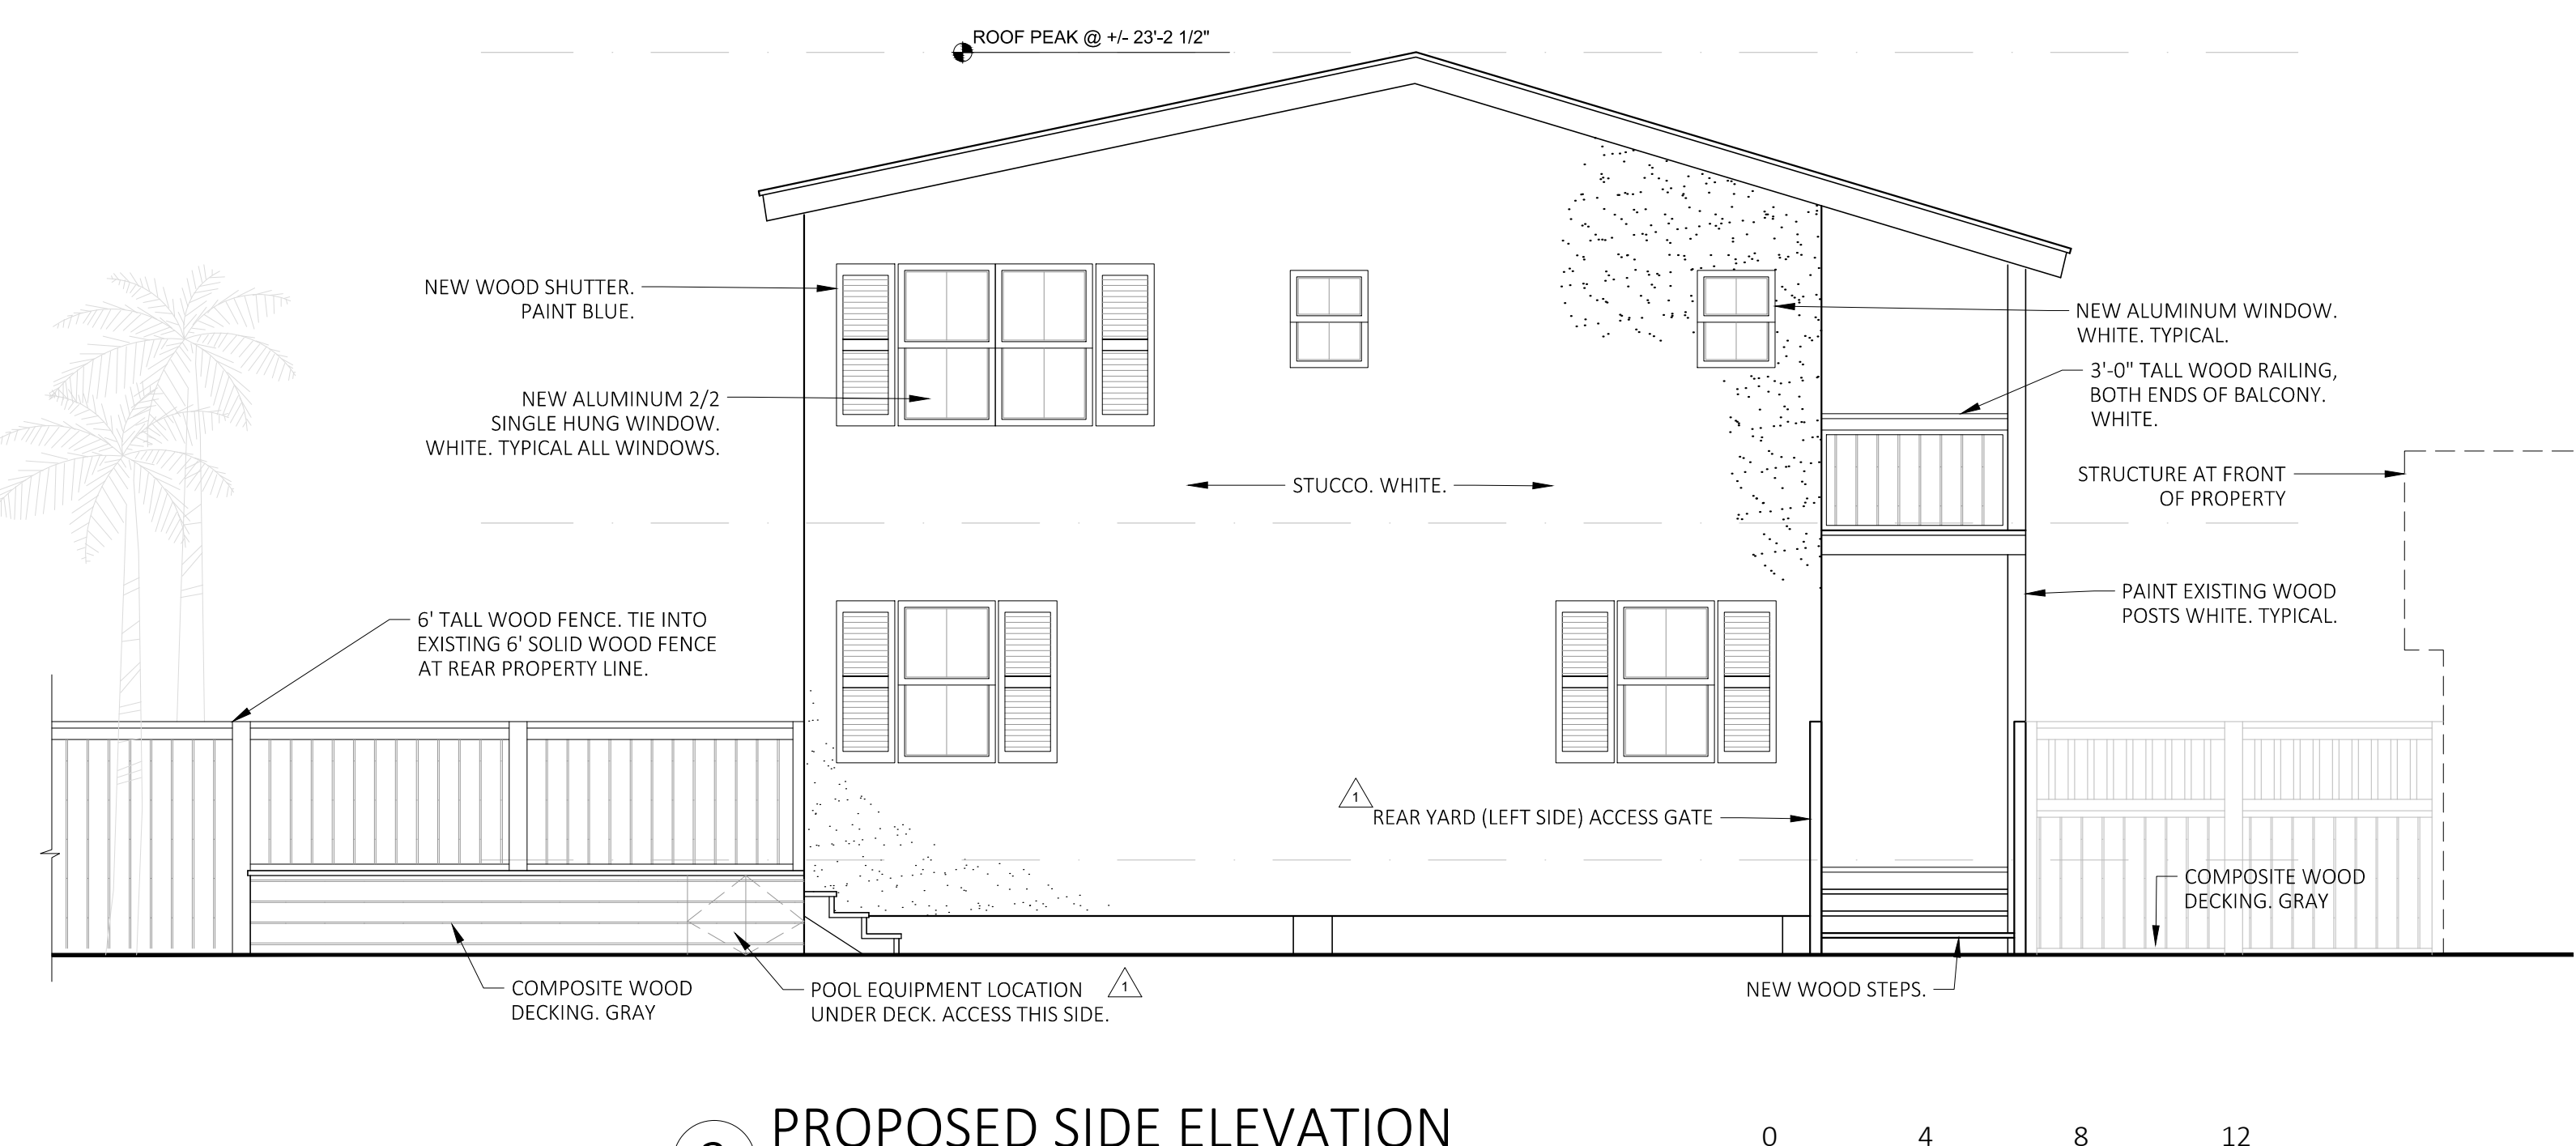 ROOF PEAK @ +/- 23'-2 1/2"
NEW WOOD SHUTTER.
PAINT BLUE.
NEW ALUMINUM 2/2
SINGLE HUNG WINDOW.
WHITE. TYPICAL ALL WINDOWS.
NEW ALUMINUM WINDOW.
WHITE. TYPICAL.
3'-0" TALL WOOD RAILING,
BOTH ENDS OF BALCONY.
WHITE.
STUCCO. WHITE.
STRUCTURE AT FRONT
OF PROPERTY
6' TALL WOOD FENCE. TIE INTO
EXISTING 6' SOLID WOOD FENCE
AT REAR PROPERTY LINE.
PAINT EXISTING WOOD
POSTS WHITE. TYPICAL.
1
REAR YARD (LEFT SIDE) ACCESS GATE
COMPOSITE WOOD
DECKING. GRAY
COMPOSITE WOOD
DECKING. GRAY
POOL EQUIPMENT LOCATION
UNDER DECK. ACCESS THIS SIDE.
1
NEW WOOD STEPS.
PROPOSED SIDE ELEVATION
0 4 8 12